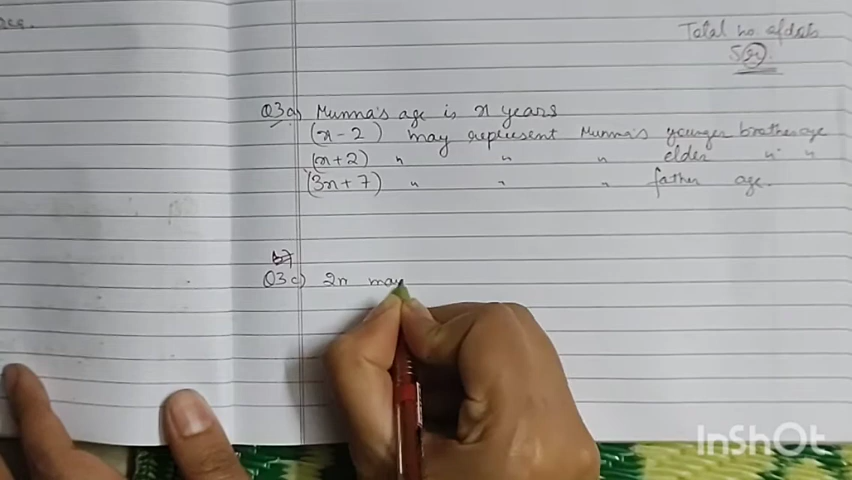 Total no. of dots
5n
Q3a) Munna's age is x years
(x-2) may represent Munna's younger brother age
(x+2) " " " elder " "
(3x+7) " " " father age.
Q3c) 2n may
InShOt